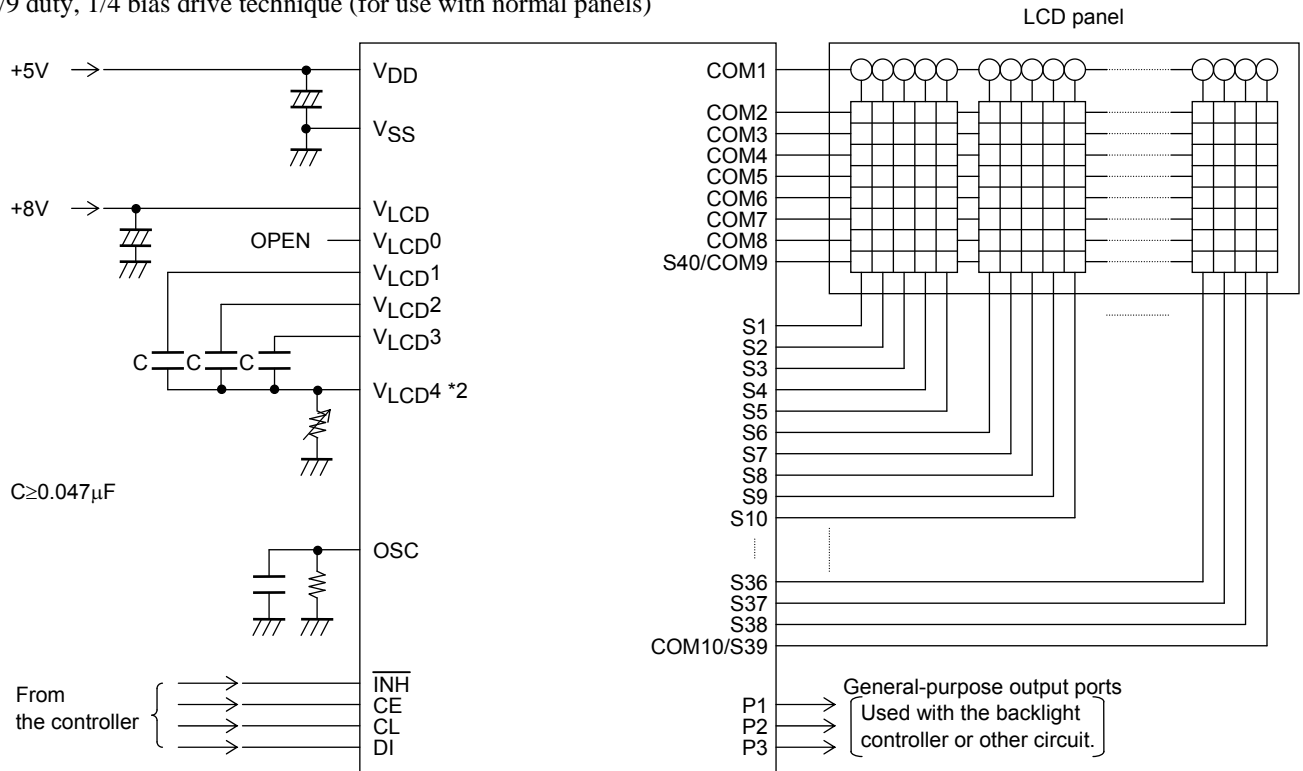 /9 duty, 1/4 bias drive technique (for use with normal panels)
LCD panel
+5V
VDD
VSS
+8V
VLCD
OPEN
VLCD0
VLCD1
VLCD2
VLCD3
C
C
C
VLCD4 *2
C≥0.047μF
OSC
From
the controller
INH
CE
CL
DI
COM1
COM2
COM3
COM4
COM5
COM6
COM7
COM8
S40/COM9
S1
S2
S3
S4
S5
S6
S7
S8
S9
S10
S36
S37
S38
COM10/S39
P1
P2
P3
General-purpose output ports
Used with the backlight
controller or other circuit.